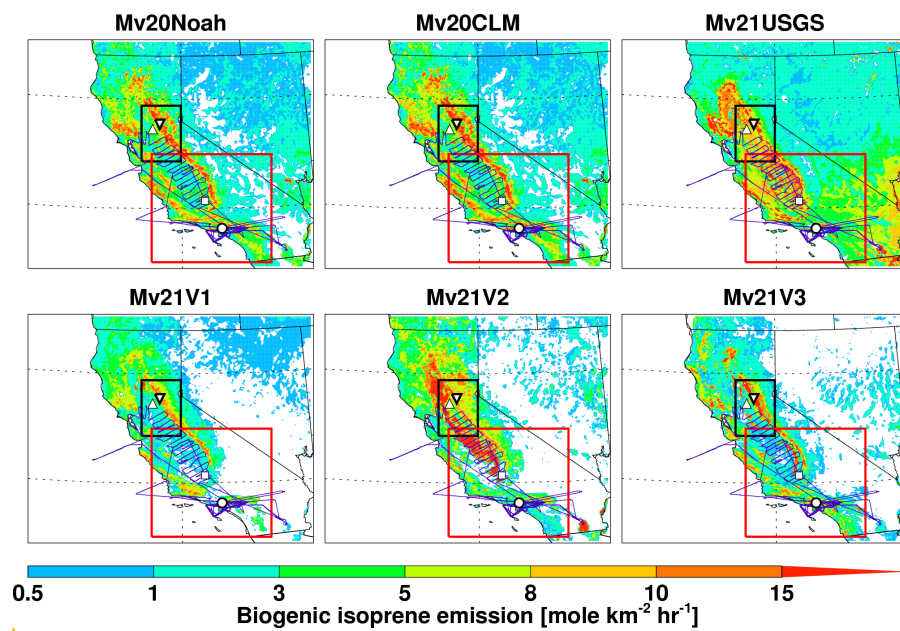 Mv20Noah Mv20CLM Mv21USGS
Mv21V1 Mv21V2 Mv21V3
0.5 1 3 5 8 10 15
Biogenic isoprene emission [mole km⁻² hr⁻¹]